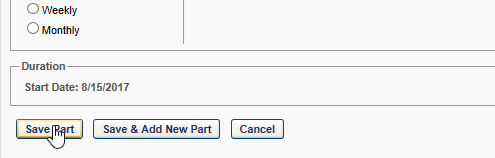 Weekly
Monthly
Duration
Start Date: 8/15/2017
Save Part Save & Add New Part Cancel